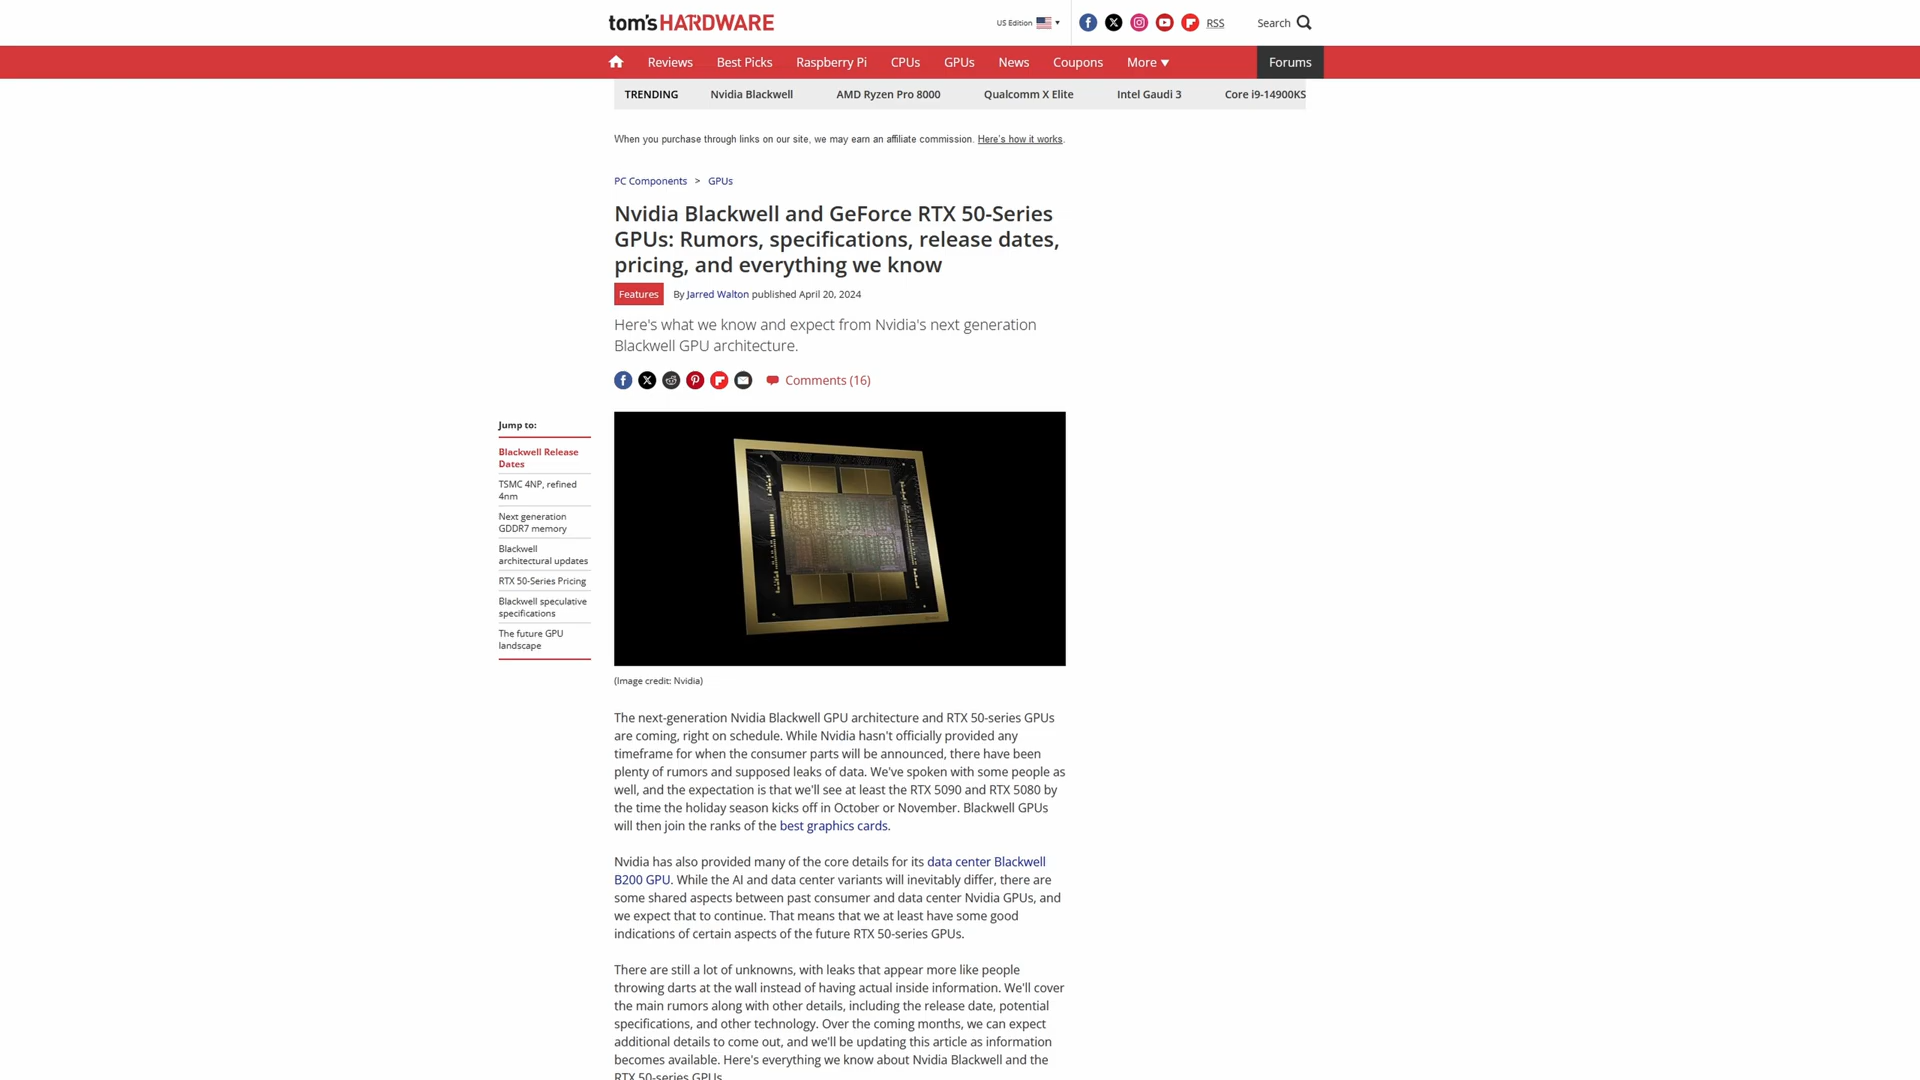 tom's HARDWARE
US Edition
RSS
Search
Reviews
Best Picks
Raspberry Pi
CPUs
GPUs
News
Coupons
More
Forums
TRENDING
Nvidia Blackwell
AMD Ryzen Pro 8000
Qualcomm X Elite
Intel Gaudi 3
Core i9-14900KS
When you purchase through links on our site, we may earn an affiliate commission. Here's how it works.
PC Components > GPUs
Nvidia Blackwell and GeForce RTX 50-Series
GPUs: Rumors, specifications, release dates,
pricing, and everything we know
Features By Jarred Walton published April 20, 2024
Here's what we know and expect from Nvidia's next generation
Blackwell GPU architecture.
Comments (16)
Jump to:
Blackwell Release
Dates
TSMC 4NP, refined
4nm
Next generation
GDDR7 memory
Blackwell
architectural updates
RTX 50-Series Pricing
Blackwell speculative
specifications
The future GPU
landscape
(Image credit: Nvidia)
The next-generation Nvidia Blackwell GPU architecture and RTX 50-series GPUs
are coming, right on schedule. While Nvidia hasn't officially provided any
timeframe for when the consumer parts will be announced, there have been
plenty of rumors and supposed leaks of data. We've spoken with some people as
well, and the expectation is that we'll see at least the RTX 5090 and RTX 5080 by
the time the holiday season kicks off in October or November. Blackwell GPUs
will then join the ranks of the best graphics cards.
Nvidia has also provided many of the core details for its data center Blackwell
B200 GPU. While the AI and data center variants will inevitably differ, there are
some shared aspects between past consumer and data center Nvidia GPUs, and
we expect that to continue. That means that we at least have some good
indications of certain aspects of the future RTX 50-series GPUs.
There are still a lot of unknowns, with leaks that appear more like people
throwing darts at the wall instead of having actual inside information. We'll cover
the main rumors along with other details, including the release date, potential
specifications, and other technology. Over the coming months, we can expect
additional details to come out, and we'll be updating this article as information
becomes available. Here's everything we know about Nvidia Blackwell and the
RTX 50-series GPUs.